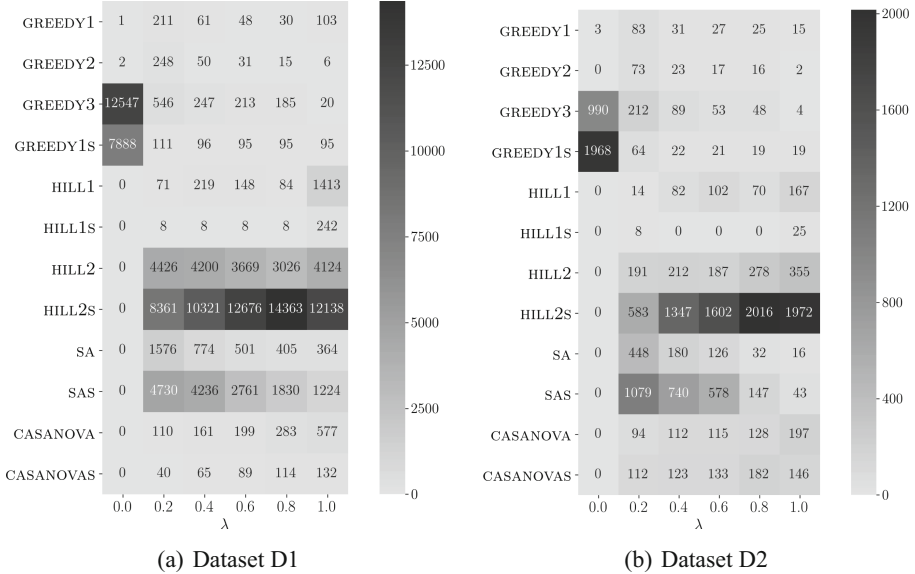 GREEDY1 1 211 61 48 30 103
GREEDY2 2 248 50 31 15 6
GREEDY3 12547 546 247 213 185 20
GREEDY1S 7888 111 96 95 95 95
HILL1 0 71 219 148 84 1413
HILL1S 0 8 8 8 8 242
HILL2 0 4426 4200 3669 3026 4124
HILL2S 0 8361 10321 12676 14363 12138
SA 0 1576 774 501 405 364
SAS 0 4730 4236 2761 1830 1224
CASANOVA 0 110 161 199 283 577
CASANOVAS 0 40 65 89 114 132
0.0 0.2 0.4 0.6 0.8 1.0
λ
12500
10000
7500
5000
2500
0
(a) Dataset D1
GREEDY1 3 83 31 27 25 15
GREEDY2 0 73 23 17 16 2
GREEDY3 990 212 89 53 48 4
GREEDY1S 1968 64 22 21 19 19
HILL1 0 14 82 102 70 167
HILL1S 0 8 0 0 0 25
HILL2 0 191 212 187 278 355
HILL2S 0 583 1347 1602 2016 1972
SA 0 448 180 126 32 16
SAS 0 1079 740 578 147 43
CASANOVA 0 94 112 115 128 197
CASANOVAS 0 112 123 133 182 146
0.0 0.2 0.4 0.6 0.8 1.0
λ
2000
1600
1200
800
400
0
(b) Dataset D2